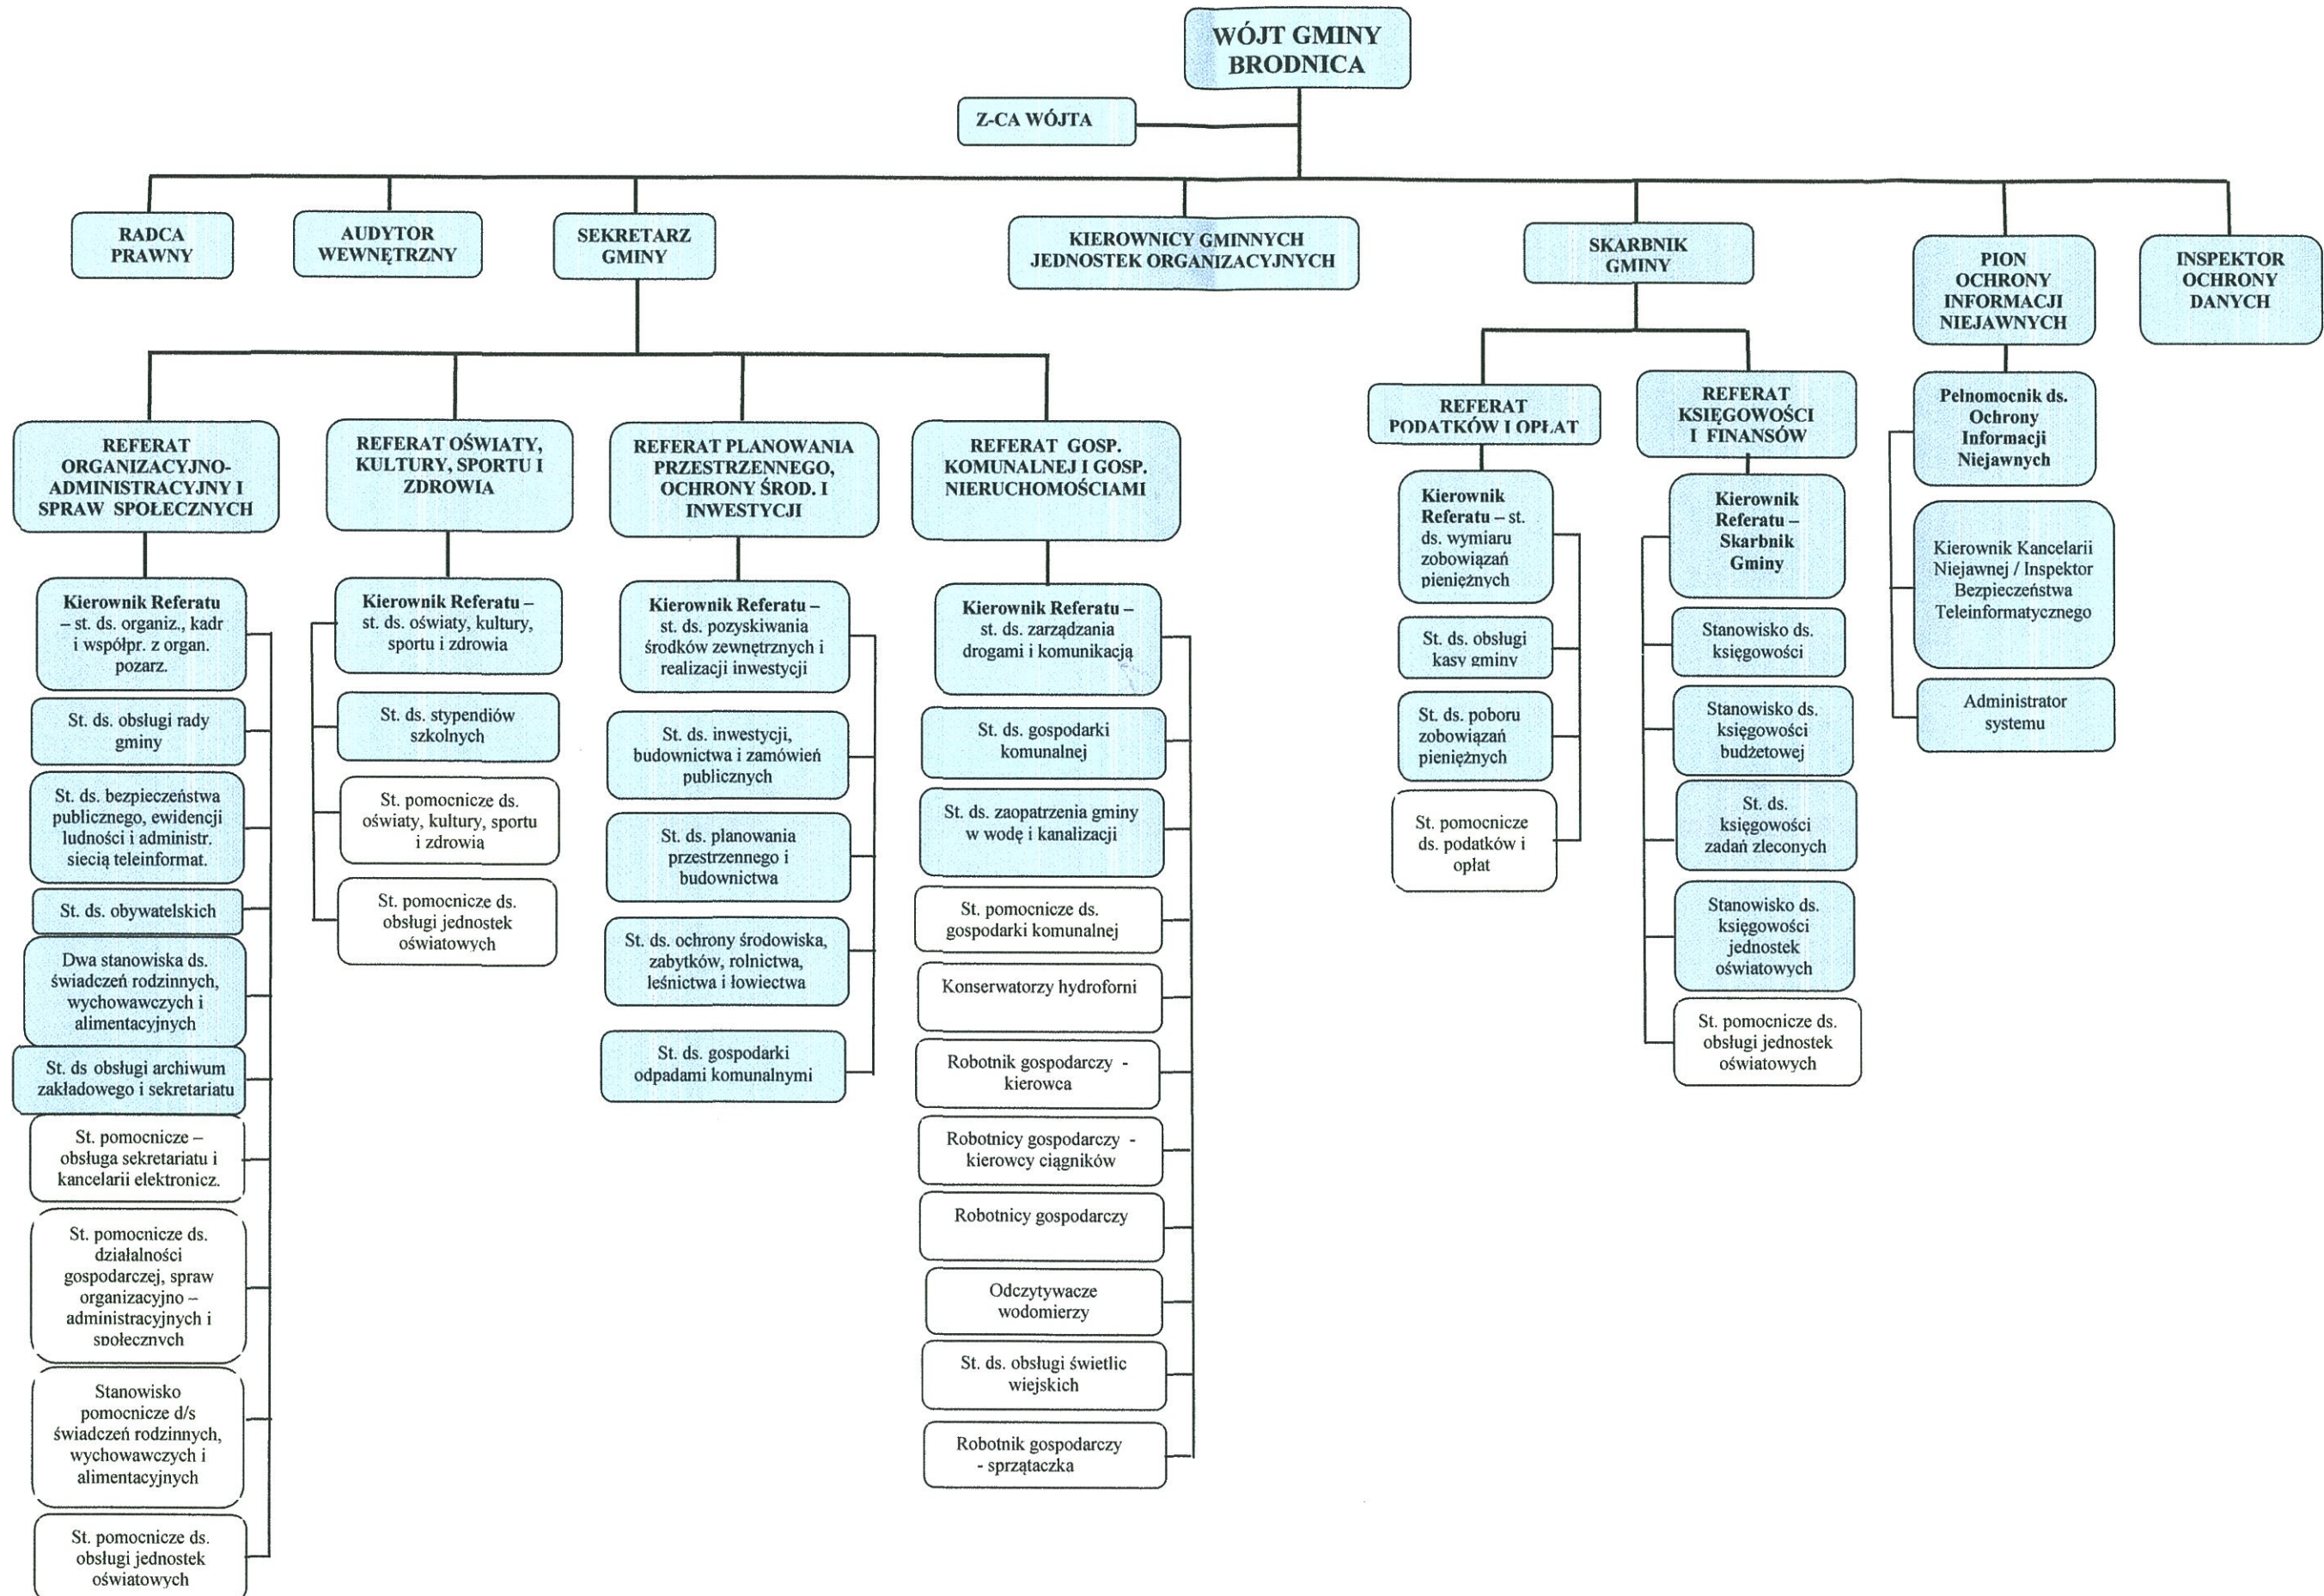 WÓJT GMINY
BRODNICA
Z-CA WÓJTA
RADCA
PRAWNY
AUDYTOR
WEWNĘTRZNY
SEKRETARZ
GMINY
KIEROWNICY GMINNYCH
JEDNOSTEK ORGANIZACYJNYCH
SKARBNIK
GMINY
PION
OCHRONY
INFORMACJI
NIEJAWNYCH
INSPEKTOR
OCHRONY
DANYCH
REFERAT
ORGANIZACYJNO-
ADMINISTRACYJNY I
SPRAW SPOŁECZNYCH
Kierownik Referatu
– st. ds. organiz., kadr
i współpr. z organ.
pozarz.
St. ds. obsługi rady
gminy
St. ds. bezpieczeństwa
publicznego, ewidencji
ludności i administr.
siecią teleinformat.
St. ds. obywatelskich
Dwa stanowiska ds.
świadczeń rodzinnych,
wychowawczych i
alimentacyjnych
St. ds obsługi archiwum
zakładowego i sekretariatu
St. pomocnicze –
obsługa sekretariatu i
kancelarii elektronicz.
St. pomocnicze ds.
działalności
gospodarczej, spraw
organizacyjno –
administracyjnych i
społecznych
Stanowisko
pomocnicze d/s
świadczeń rodzinnych,
wychowawczych i
alimentacyjnych
St. pomocnicze ds.
obsługi jednostek
oświatowych
REFERAT OŚWIATY,
KULTURY, SPORTU I
ZDROWIA
Kierownik Referatu –
st. ds. oświaty, kultury,
sportu i zdrowia
St. ds. stypendiów
szkolnych
St. pomocnicze ds.
oświaty, kultury, sportu
i zdrowia
St. pomocnicze ds.
obsługi jednostek
oświatowych
REFERAT PLANOWANIA
PRZESTRZENNEGO,
OCHRONY ŚROD. I
INWESTYCJI
Kierownik Referatu –
st. ds. pozyskiwania
środków zewnętrznych i
realizacji inwestycji
St. ds. inwestycji,
budownictwa i zamówień
publicznych
St. ds. planowania
przestrzennego i
budownictwa
St. ds. ochrony środowiska,
zabytków, rolnictwa,
leśnictwa i łowiectwa
St. ds. gospodarki
odpadami komunalnymi
REFERAT GOSP.
KOMUNALNEJ I GOSP.
NIERUCHOMOŚCIAMI
Kierownik Referatu –
st. ds. zarządzania
drogami i komunikacją
St. ds. gospodarki
komunalnej
St. ds. zaopatrzenia gminy
w wodę i kanalizacji
St. pomocnicze ds.
gospodarki komunalnej
Konserwatorzy hydroforni
Robotnik gospodarczy -
kierowca
Robotnicy gospodarczy -
kierowcy ciągników
Robotnicy gospodarczy
Odczytywacze
wodomierzy
St. ds. obsługi świetlic
wiejskich
Robotnik gospodarczy
- sprzątaczka
REFERAT
PODATKÓW I OPŁAT
Kierownik
Referatu – st.
ds. wymiaru
zobowiązań
pieniężnych
St. ds. obsługi
kasy gminy
St. ds. poboru
zobowiązań
pieniężnych
St. pomocnicze
ds. podatków i
opłat
REFERAT
KSIĘGOWOŚCI
I FINANSÓW
Kierownik
Referatu –
Skarbnik
Gminy
Stanowisko ds.
księgowości
Stanowisko ds.
księgowości
budżetowej
St. ds.
księgowości
zadań zleconych
Stanowisko ds.
księgowości
jednostek
oświatowych
St. pomocnicze ds.
obsługi jednostek
oświatowych
Pełnomocnik ds.
Ochrony
Informacji
Niejawnych
Kierownik Kancelarii
Niejawnej / Inspektor
Bezpieczeństwa
Teleinformatycznego
Administrator
systemu